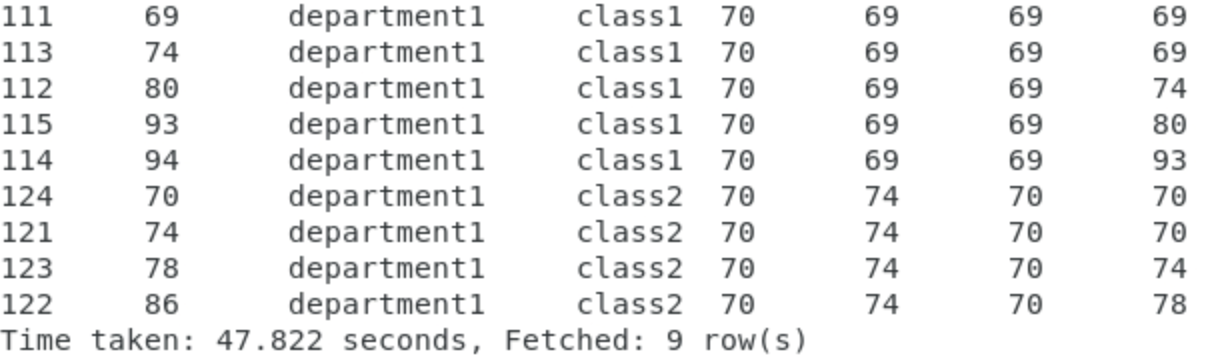 111 69 department1 class1 70 69 69 69
113 74 department1 class1 70 69 69 69
112 80 department1 class1 70 69 69 74
115 93 department1 class1 70 69 69 80
114 94 department1 class1 70 69 69 93
124 70 department1 class2 70 74 70 70
121 74 department1 class2 70 74 70 70
123 78 department1 class2 70 74 70 74
122 86 department1 class2 70 74 70 78
Time taken: 47.822 seconds, Fetched: 9 row(s)